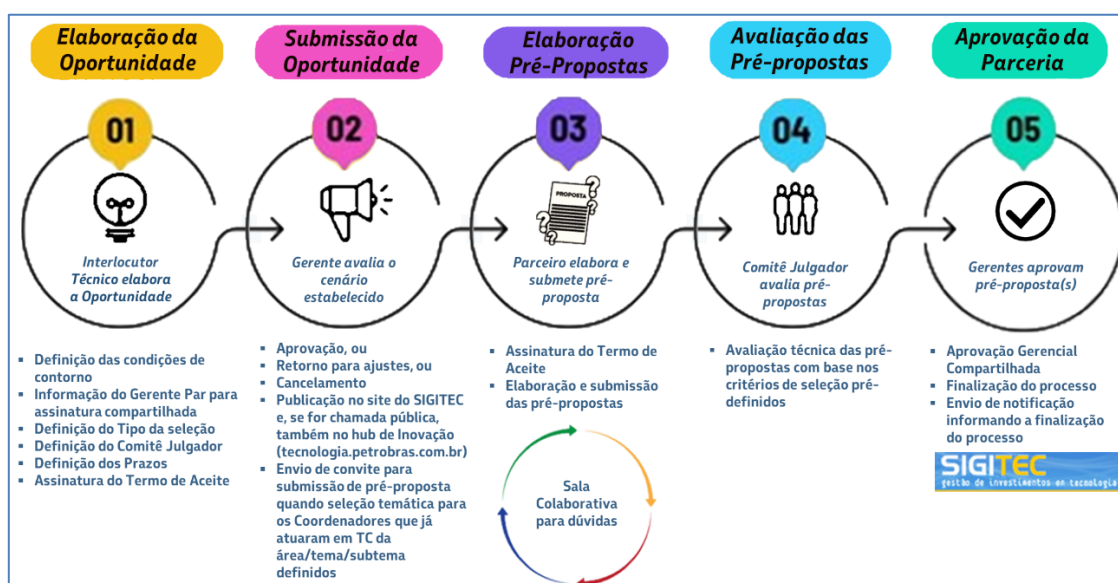 Elaboração da
Oportunidade
01
Interlocutor
Técnico elabora
a Oportunidade
▪ Definição das condições de
contorno
▪ Informação do Gerente Par para
assinatura compartilhada
▪ Definição do Tipo da seleção
▪ Definição do Comitê Julgador
▪ Definição dos Prazos
▪ Assinatura do Termo de Aceite
Submissão da
Oportunidade
02
Gerente avalia o
cenário
estabelecido
▪ Aprovação, ou
▪ Retorno para ajustes, ou
▪ Cancelamento
▪ Publicação no site do SIGITEC
e, se for chamada pública,
também no hub de Inovação
(tecnologia.petrobras.com.br)
▪ Envio de convite para
submissão de pré-proposta
quando seleção temática para
os Coordenadores que já
atuaram em TC da
área/tema/subtema
definidos
Elaboração
Pré-Propostas
03
PROPOSTA
Parceiro elabora e
submete pré-
proposta
▪ Assinatura do Termo de
Aceite
▪ Elaboração e submissão
das pré-propostas
Sala
Colaborativa
para dúvidas
Avaliação das
Pré-propostas
04
Comitê Julgador
avalia pré-
propostas
▪ Avaliação técnica das pré-
propostas com base nos
critérios de seleção pré-
definidos
Aprovação da
Parceria
05
Gerentes aprovam
pré-proposta(s)
▪ Aprovação Gerencial
Compartilhada
▪ Finalização do processo
▪ Envio de notificação
informando a finalização
do processo
SIGITEC
gestão de investimentos em tecnologia